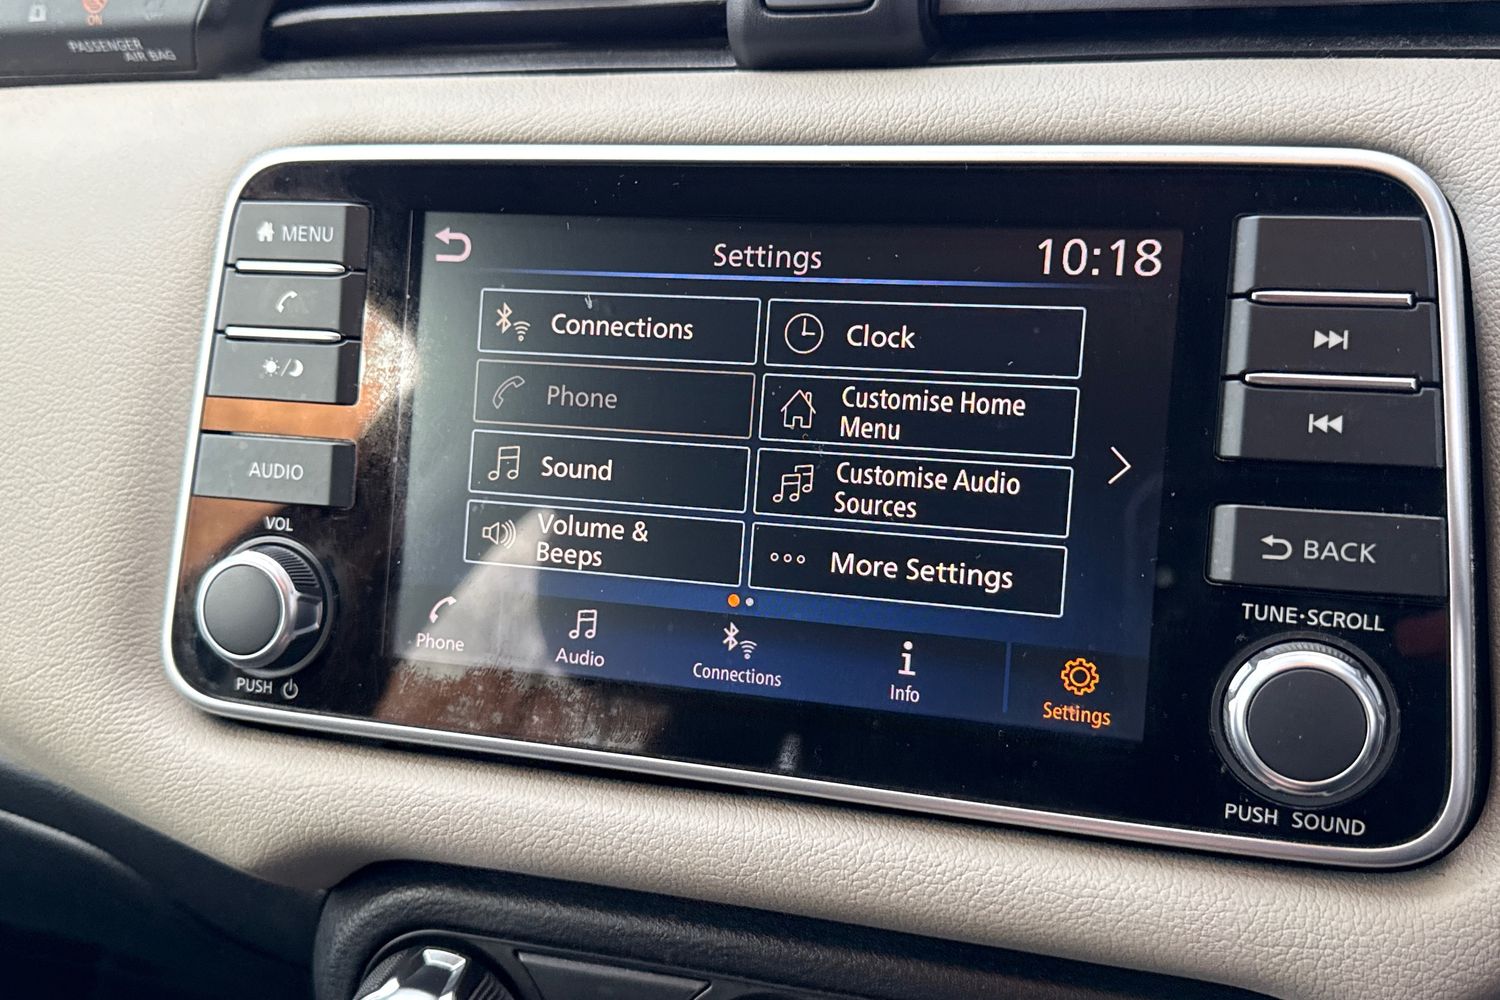 ON
PASSENGER
AIR BAG
MENU
AUDIO
VOL
PUSH
Settings
10:18
Connections
Clock
Phone
Customise Home
Menu
Sound
Customise Audio
Sources
Volume &
Beeps
More Settings
Phone
Audio
Connections
Info
Settings
BACK
TUNE·SCROLL
PUSH SOUND